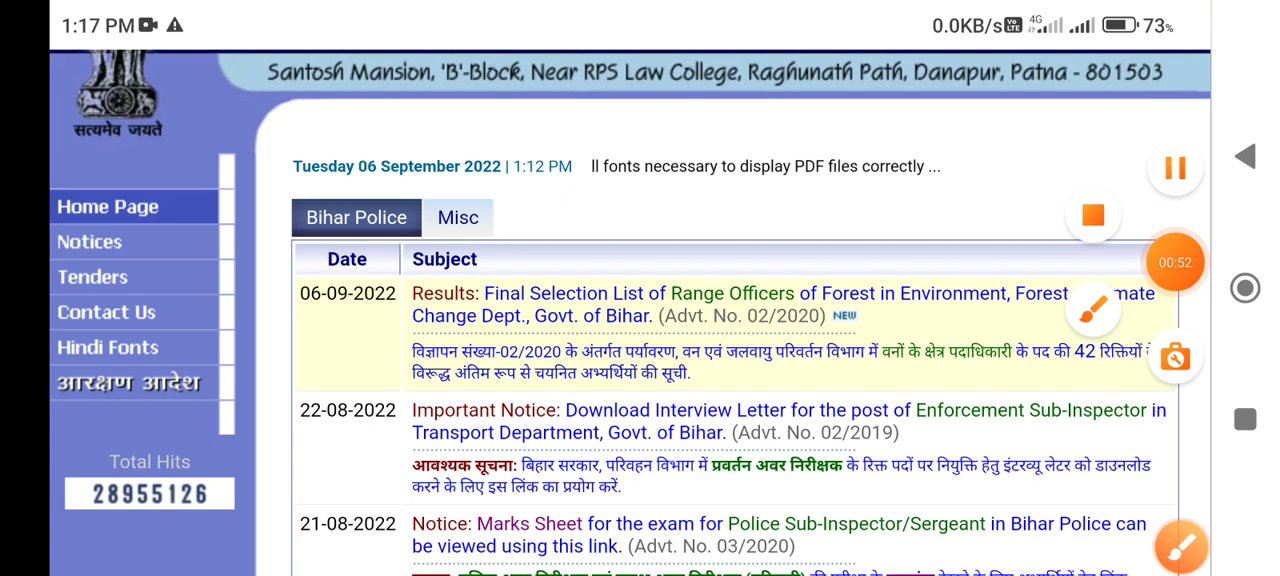 1:17 PM
0.0KB/s Vo LTE 4G 73%
Santosh Mansion, 'B'-Block, Near RPS Law College, Raghunath Path, Danapur, Patna - 801503
सत्यमेव जयते
Tuesday 06 September 2022 | 1:12 PM ll fonts necessary to display PDF files correctly ...
Home Page
Notices
Tenders
Contact Us
Hindi Fonts
आरक्षण आदेश
Total Hits
28955126
Bihar Police Misc
Date Subject
06-09-2022 Results: Final Selection List of Range Officers of Forest in Environment, Forest mate
Change Dept., Govt. of Bihar. (Advt. No. 02/2020) NEW
विज्ञापन संख्या-02/2020 के अंतर्गत पर्यावरण, वन एवं जलवायु परिवर्तन विभाग में वनों के क्षेत्र पदाधिकारी के पद की 42 रिक्तियों
विरूद्ध अंतिम रूप से चयनित अभ्यर्थियों की सूची.
22-08-2022 Important Notice: Download Interview Letter for the post of Enforcement Sub-Inspector in
Transport Department, Govt. of Bihar. (Advt. No. 02/2019)
आवश्यक सूचना: बिहार सरकार, परिवहन विभाग में प्रवर्तन अवर निरीक्षक के रिक्त पदों पर नियुक्ति हेतु इंटरव्यू लेटर को डाउनलोड
करने के लिए इस लिंक का प्रयोग करें.
21-08-2022 Notice: Marks Sheet for the exam for Police Sub-Inspector/Sergeant in Bihar Police can
be viewed using this link. (Advt. No. 03/2020)
00:52